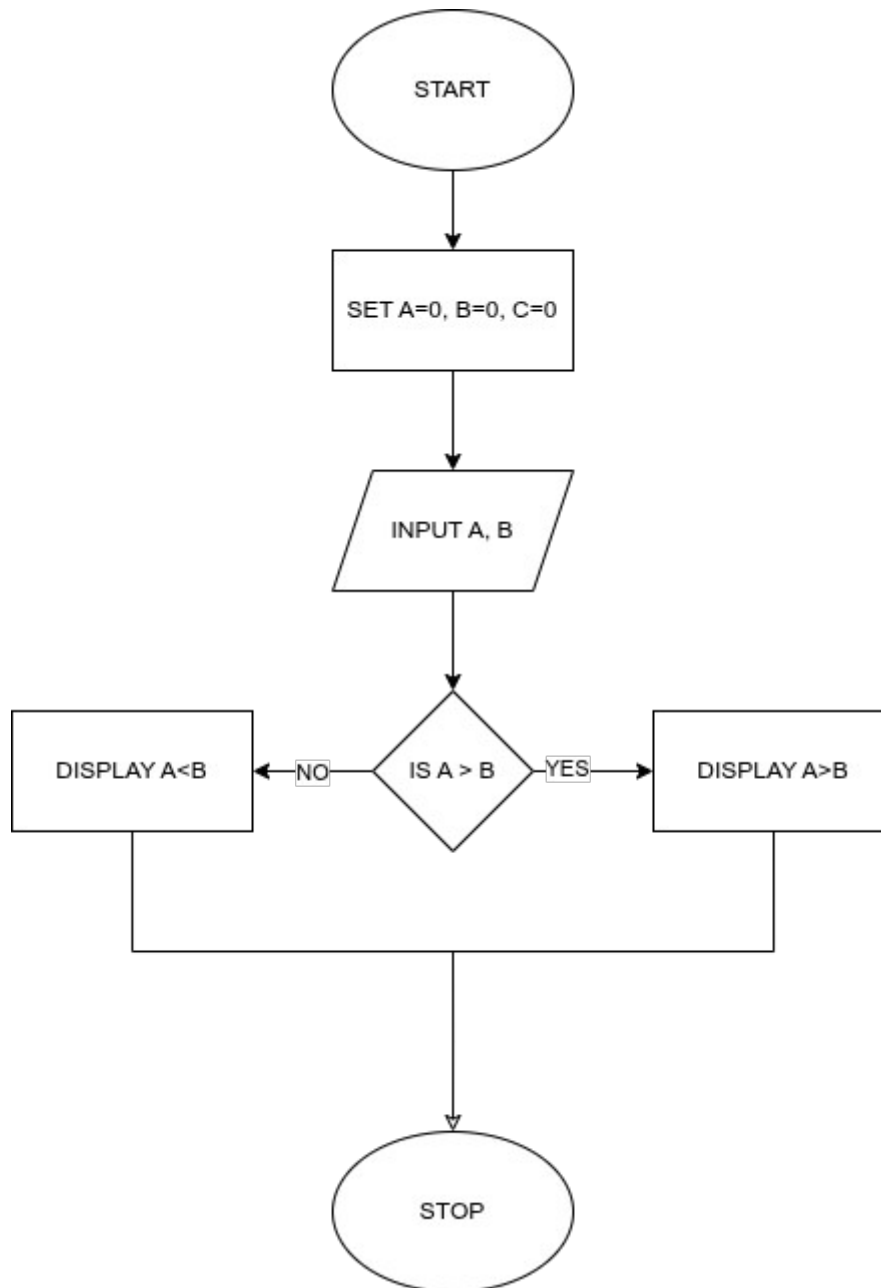 START
SET A=0, B=0, C=0
INPUT A, B
IS A > B
NO
YES
DISPLAY A<B
DISPLAY A>B
STOP